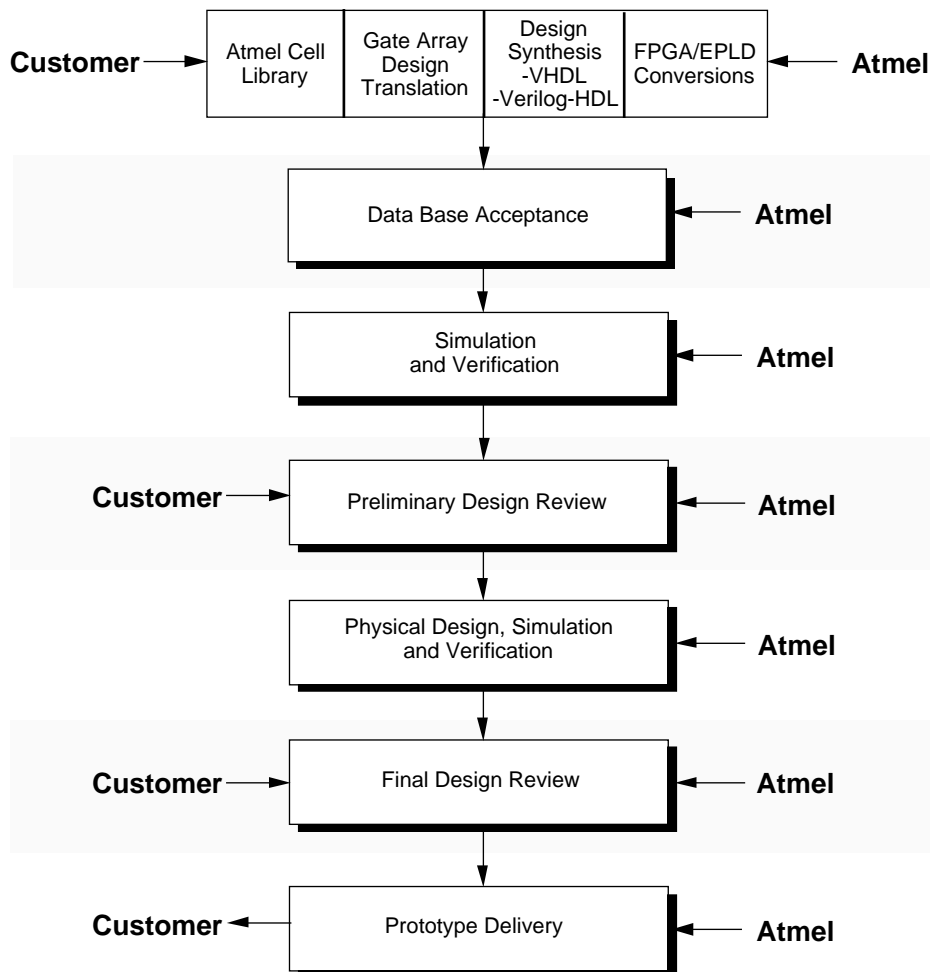 Customer
Atmel Cell
Library
Gate Array
Design
Translation
Design
Synthesis
-VHDL
-Verilog-HDL
FPGA/EPLD
Conversions
Atmel
Data Base Acceptance
Atmel
Simulation
and Verification
Atmel
Customer
Preliminary Design Review
Atmel
Physical Design, Simulation
and Verification
Atmel
Customer
Final Design Review
Atmel
Customer
Prototype Delivery
Atmel